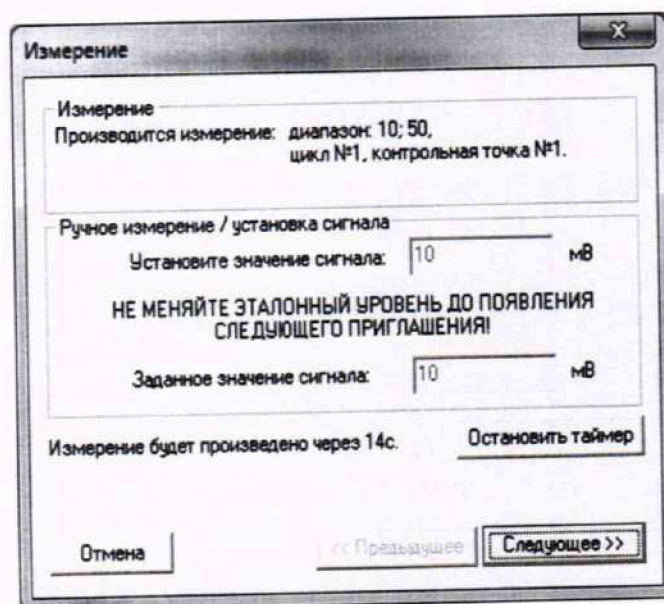 Измерение
Измерение
Производится измерение: диапазон: 10; 50,
цикл №1, контрольная точка №1.
Ручное измерение / установка сигнала
Установите значение сигнала: 10 мВ
НЕ МЕНЯЙТЕ ЭТАЛОННЫЙ УРОВЕНЬ ДО ПОЯВЛЕНИЯ
СЛЕДУЮЩЕГО ПРИГЛАШЕНИЯ!
Заданное значение сигнала: 10 мВ
Измерение будет произведено через 14с. Остановить таймер
Отмена << Предыдущее Следующее >>